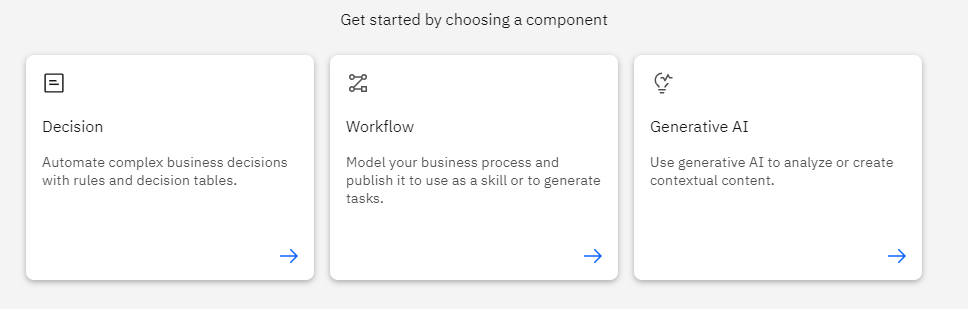 Get started by choosing a component
Decision
Automate complex business decisions
with rules and decision tables.
Workflow
Model your business process and
publish it to use as a skill or to generate
tasks.
Generative AI
Use generative AI to analyze or create
contextual content.